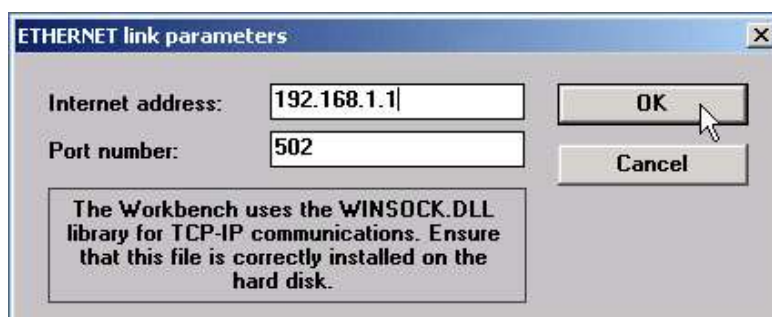 ETHERNET link parameters
Internet address: 192.168.1.1 OK
Port number: 502
Cancel
The Workbench uses the WINSOCK.DLL
library for TCP-IP communications. Ensure
that this file is correctly installed on the
hard disk.